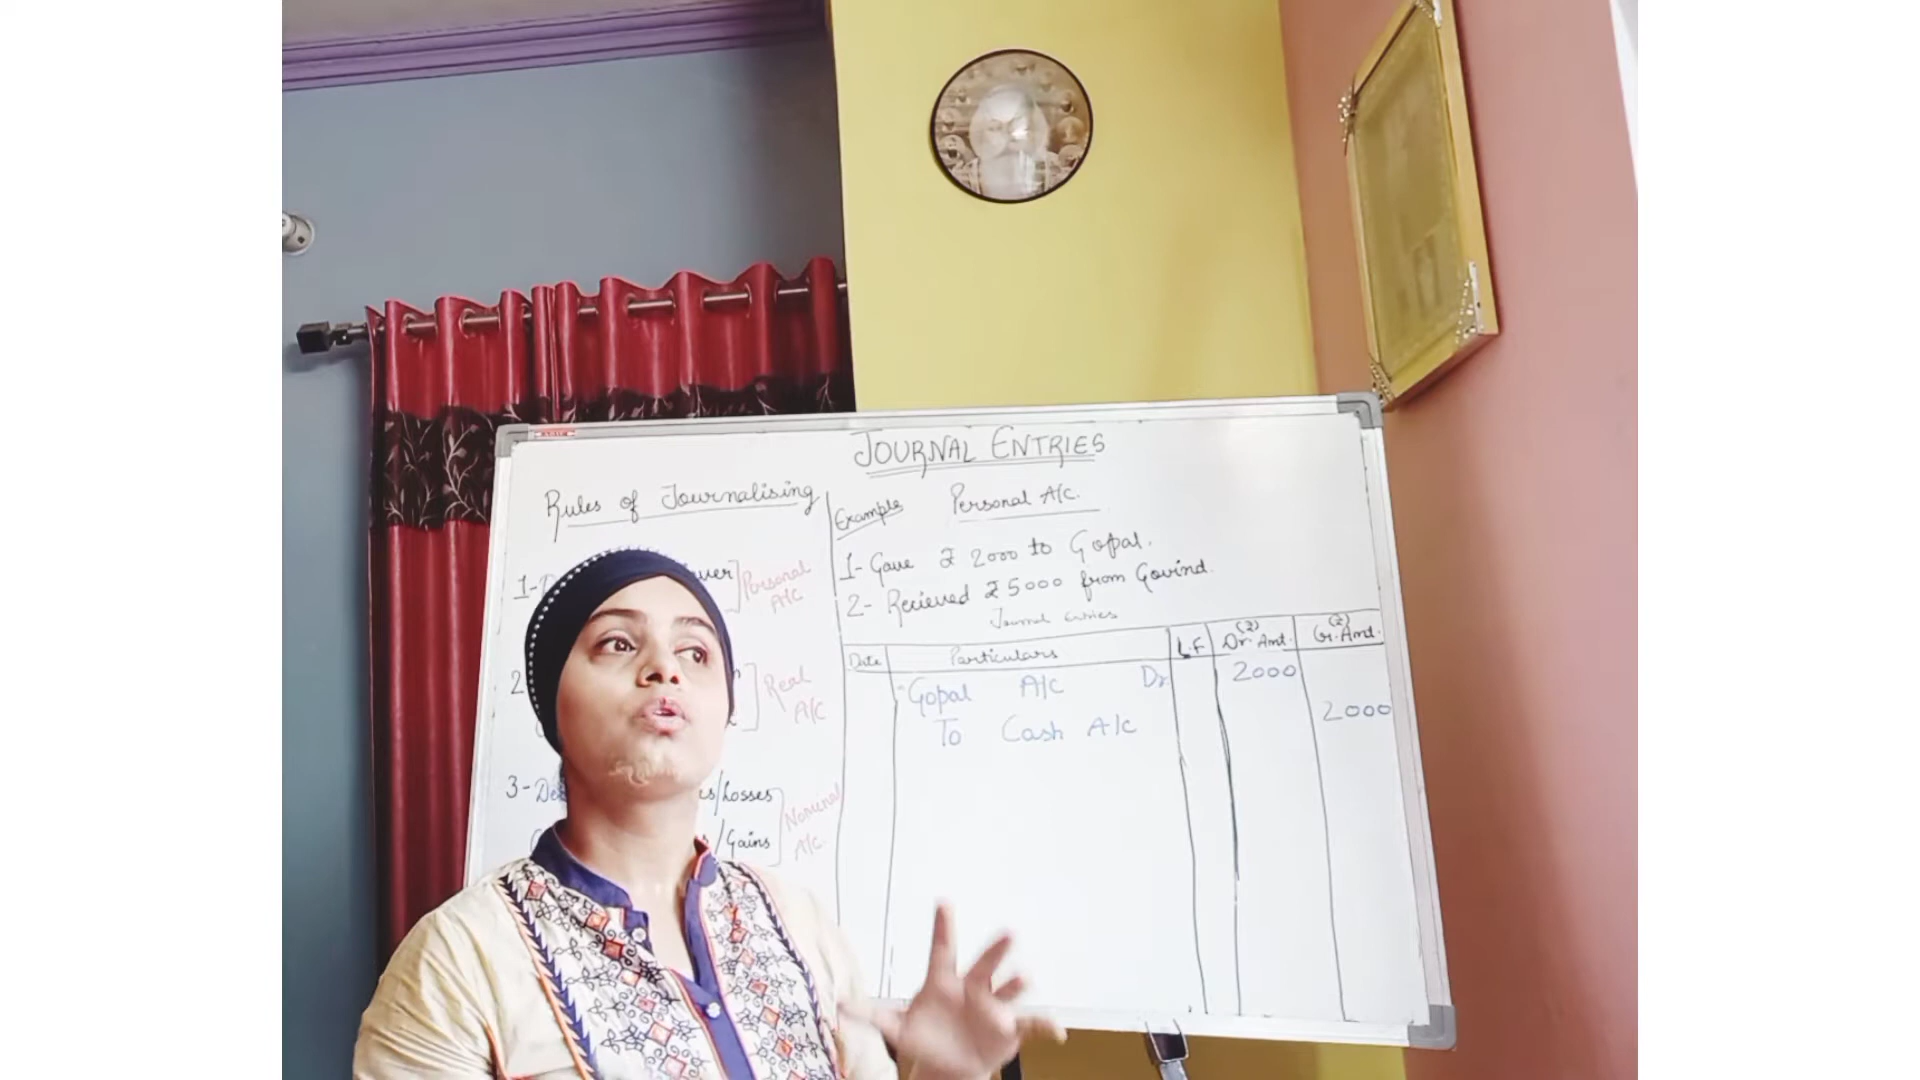 JOURNAL ENTRIES
Rules of Journalising
Personal A/c
2
Real A/c
3-
/Losses
/Gains
Nominal A/c.
Example
Personal A/c.
1- Gave ₹ 2000 to Gopal.
2- Recieved ₹ 5000 from Govind.
Journal Entries
Date Particulars L.F Dr. Amt. (₹) Cr. Amt. (₹)
Gopal A/c Dr 2000
To Cash A/c 2000